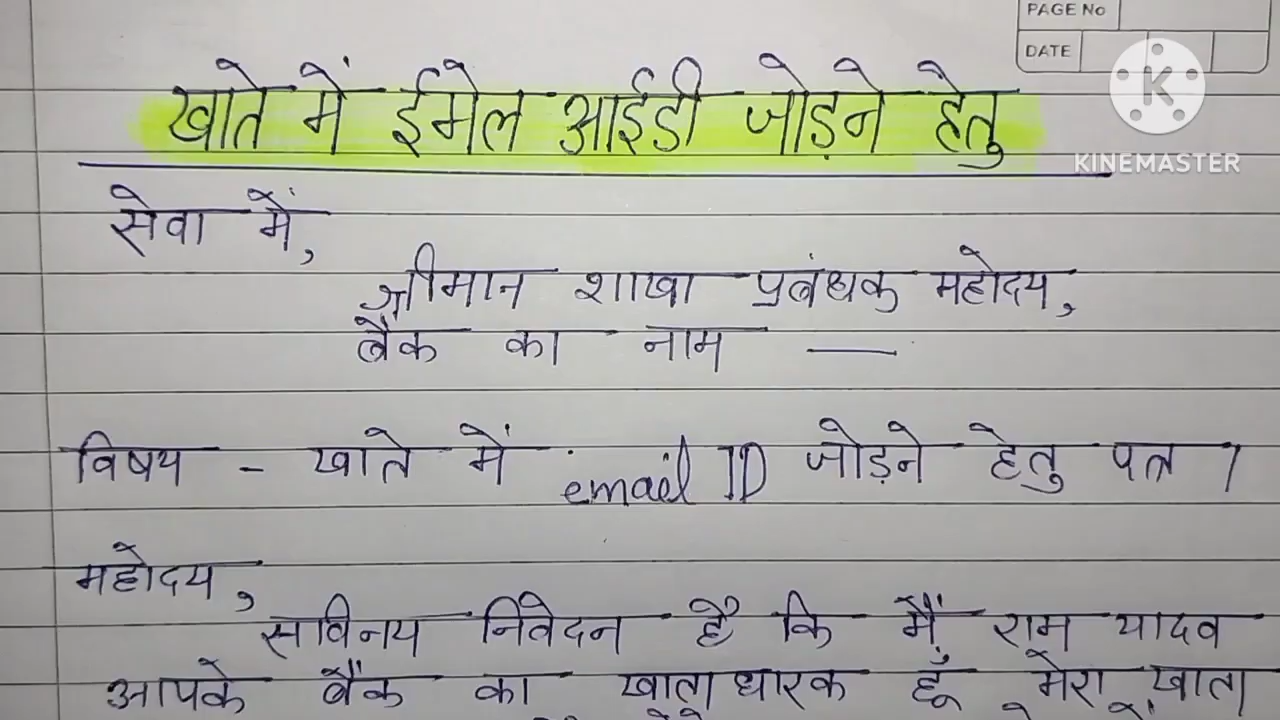 PAGE No
DATE
खाते में ईमेल आईडी जोड़ने हेतु
KINEMASTER
सेवा में,
श्रीमान शाखा प्रबंधक महोदय,
बैंक का नाम —
विषय - खाते में email ID जोड़ने हेतु पत्र ।
महोदय,
सविनय निवेदन है कि मैं राम यादव
आपके बैंक का खाताधारक हूँ मेरा खाता